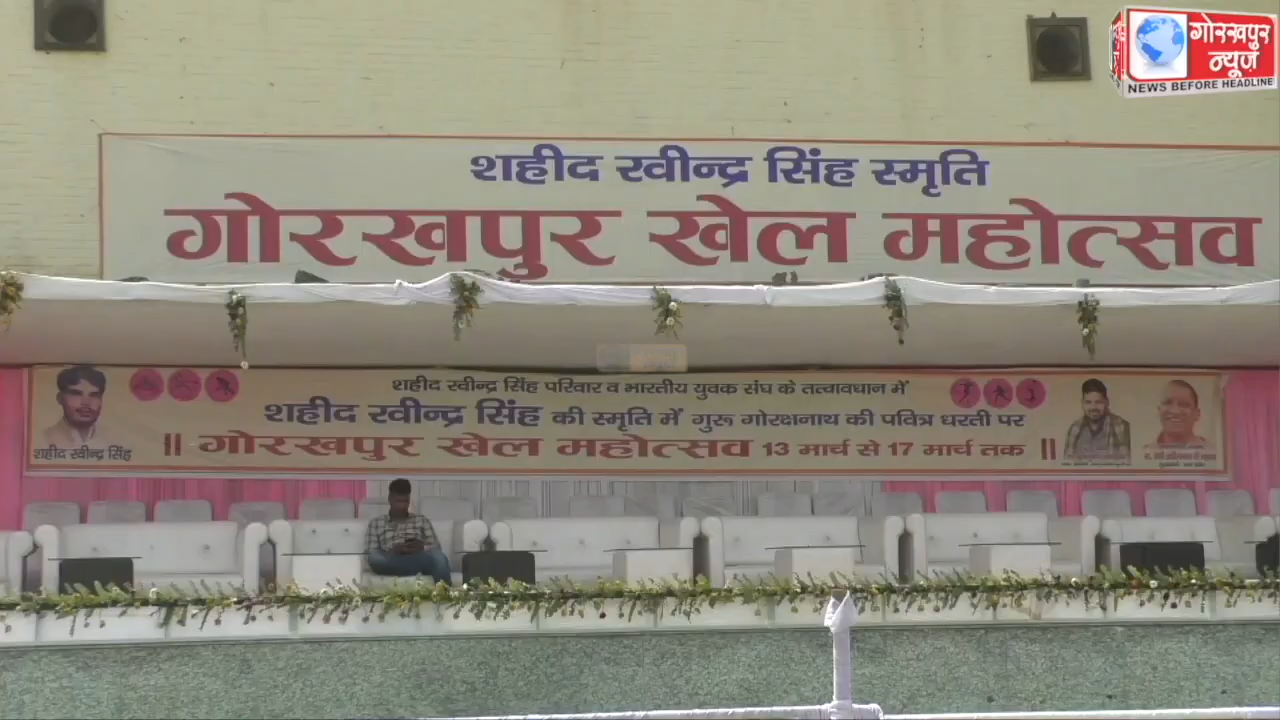 गोरखपुर
न्यूज़
NEWS BEFORE HEADLINE
शहीद रवीन्द्र सिंह स्मृति
गोरखपुर खेल महोत्सव
शहीद रवीन्द्र सिंह परिवार व भारतीय युवक संघ के तत्वावधान में
शहीद रवीन्द्र सिंह की स्मृति में गुरू गोरक्षनाथ की पवित्र धरती पर
|| गोरखपुर खेल महोत्सव 13 मार्च से 17 मार्च तक ||
शहीद रवीन्द्र सिंह